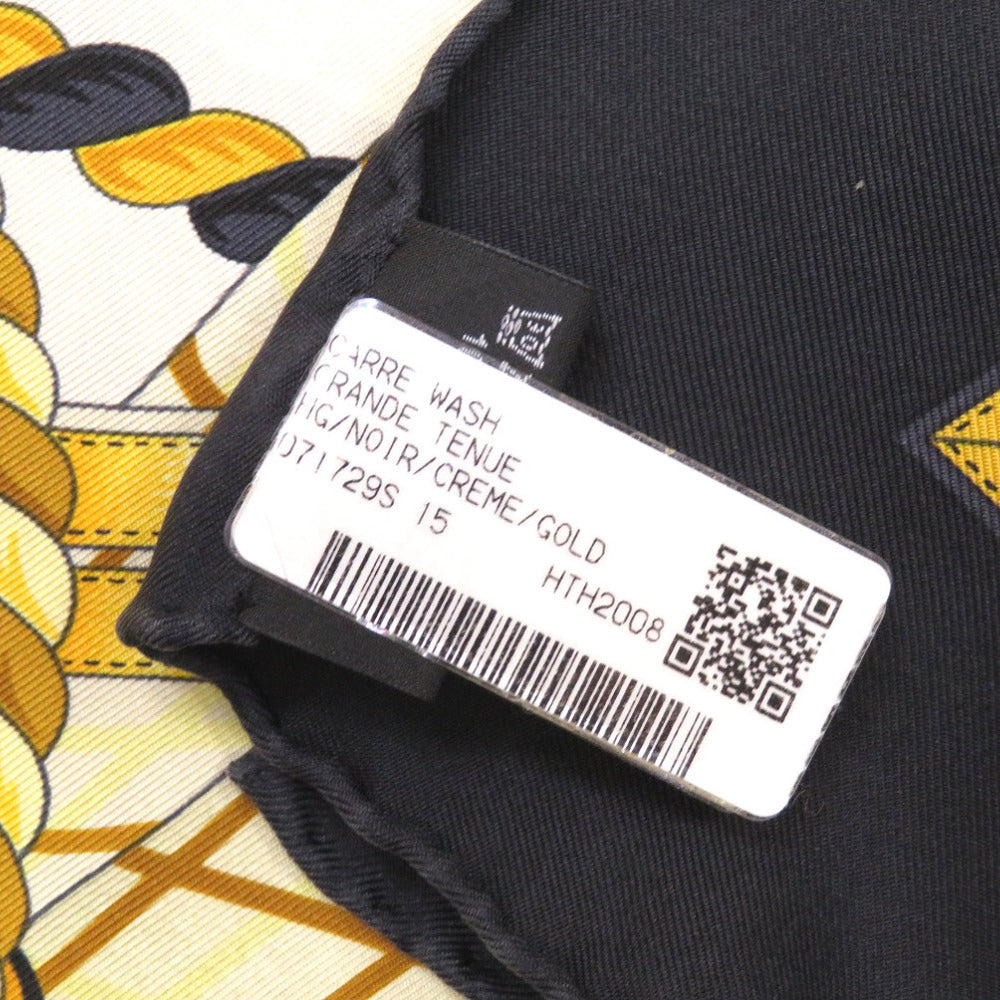 CARRE WASH
GRANDE TENUE
HG/NOIR/CREME/GOLD
071729S 15
HTH2008